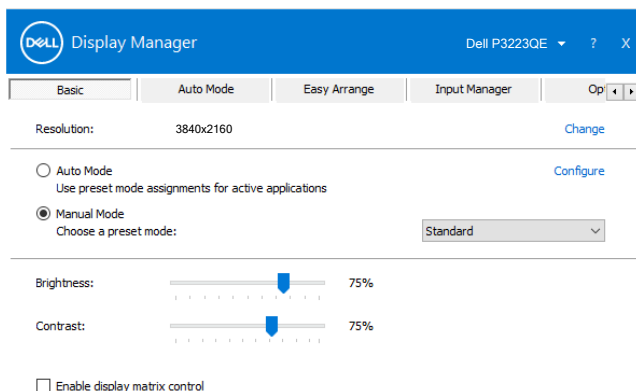 DELL Display Manager Dell P3223QE ? X
Basic Auto Mode Easy Arrange Input Manager
Resolution: 3840x2160 Change
Auto Mode Configure
Use preset mode assignments for active applications
Manual Mode
Choose a preset mode: Standard
Brightness: 75%
Contrast: 75%
Enable display matrix control